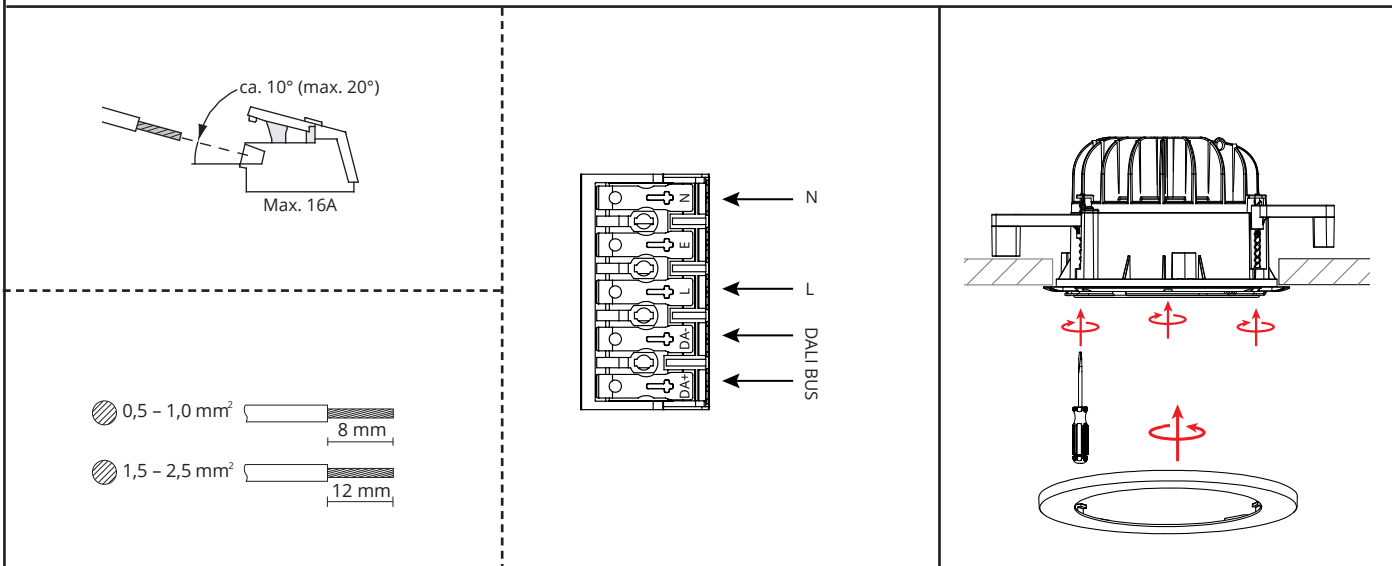 ca. 10° (max. 20°)
Max. 16A
0,5 – 1,0 mm²
8 mm
1,5 – 2,5 mm²
12 mm
N
E
L
DA-
DA+
N
L
DALI BUS